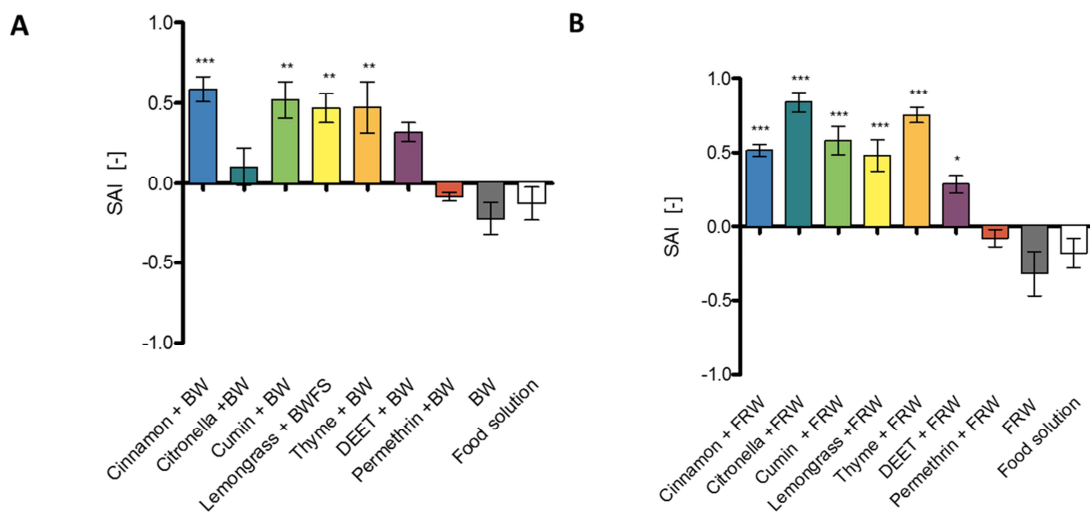 A
1.0
0.5
0.0
-0.5
-1.0
SAI [-]
***
**
**
**
Cinnamon + BW
Citronella +BW
Cumin + BW
Lemongrass + BWFS
Thyme + BW
DEET + BW
Permethrin +BW
BW
Food solution
B
1.0
0.5
0.0
-0.5
-1.0
SAI [-]
***
***
***
***
***
*
Cinnamon + FRW
Citronella +FRW
Cumin + FRW
Lemongrass +FRW
Thyme + FRW
DEET + FRW
Permethrin + FRW
FRW
Food solution